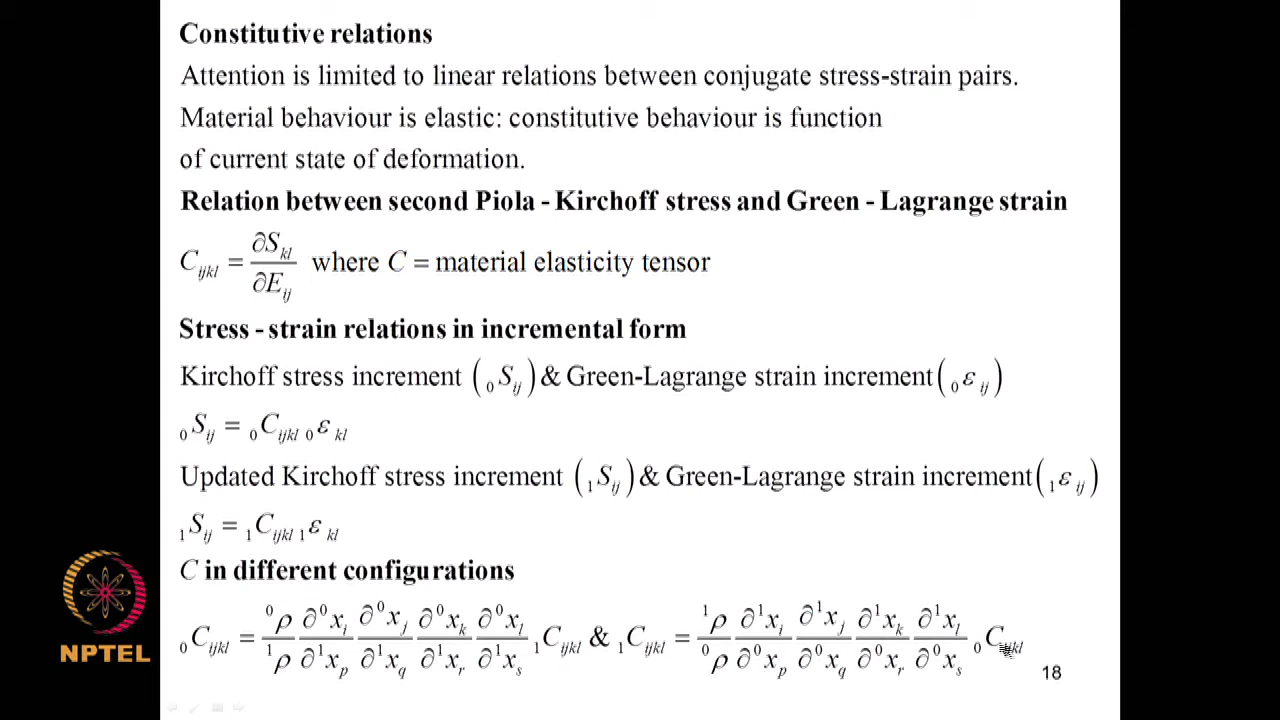 Constitutive relations
Attention is limited to linear relations between conjugate stress-strain pairs.
Material behaviour is elastic: constitutive behaviour is function
of current state of deformation.
Relation between second Piola - Kirchoff stress and Green - Lagrange strain
C_ijkl = ∂S_kl / ∂E_ij where C = material elasticity tensor
Stress - strain relations in incremental form
Kirchoff stress increment (₀S_ij) & Green-Lagrange strain increment (₀ε_ij)
₀S_ij = ₀C_ijkl ₀ε_kl
Updated Kirchoff stress increment (₁S_ij) & Green-Lagrange strain increment (₁ε_ij)
₁S_ij = ₁C_ijkl ₁ε_kl
C in different configurations
₀C_ijkl = ⁰ρ/¹ρ ∂⁰x_i/∂¹x_p ∂⁰x_j/∂¹x_q ∂⁰x_k/∂¹x_r ∂⁰x_l/∂¹x_s ₁C_ijkl & ₁C_ijkl = ¹ρ/⁰ρ ∂¹x_i/∂⁰x_p ∂¹x_j/∂⁰x_q ∂¹x_k/∂⁰x_r ∂¹x_l/∂⁰x_s ₀C_ijkl
NPTEL
18